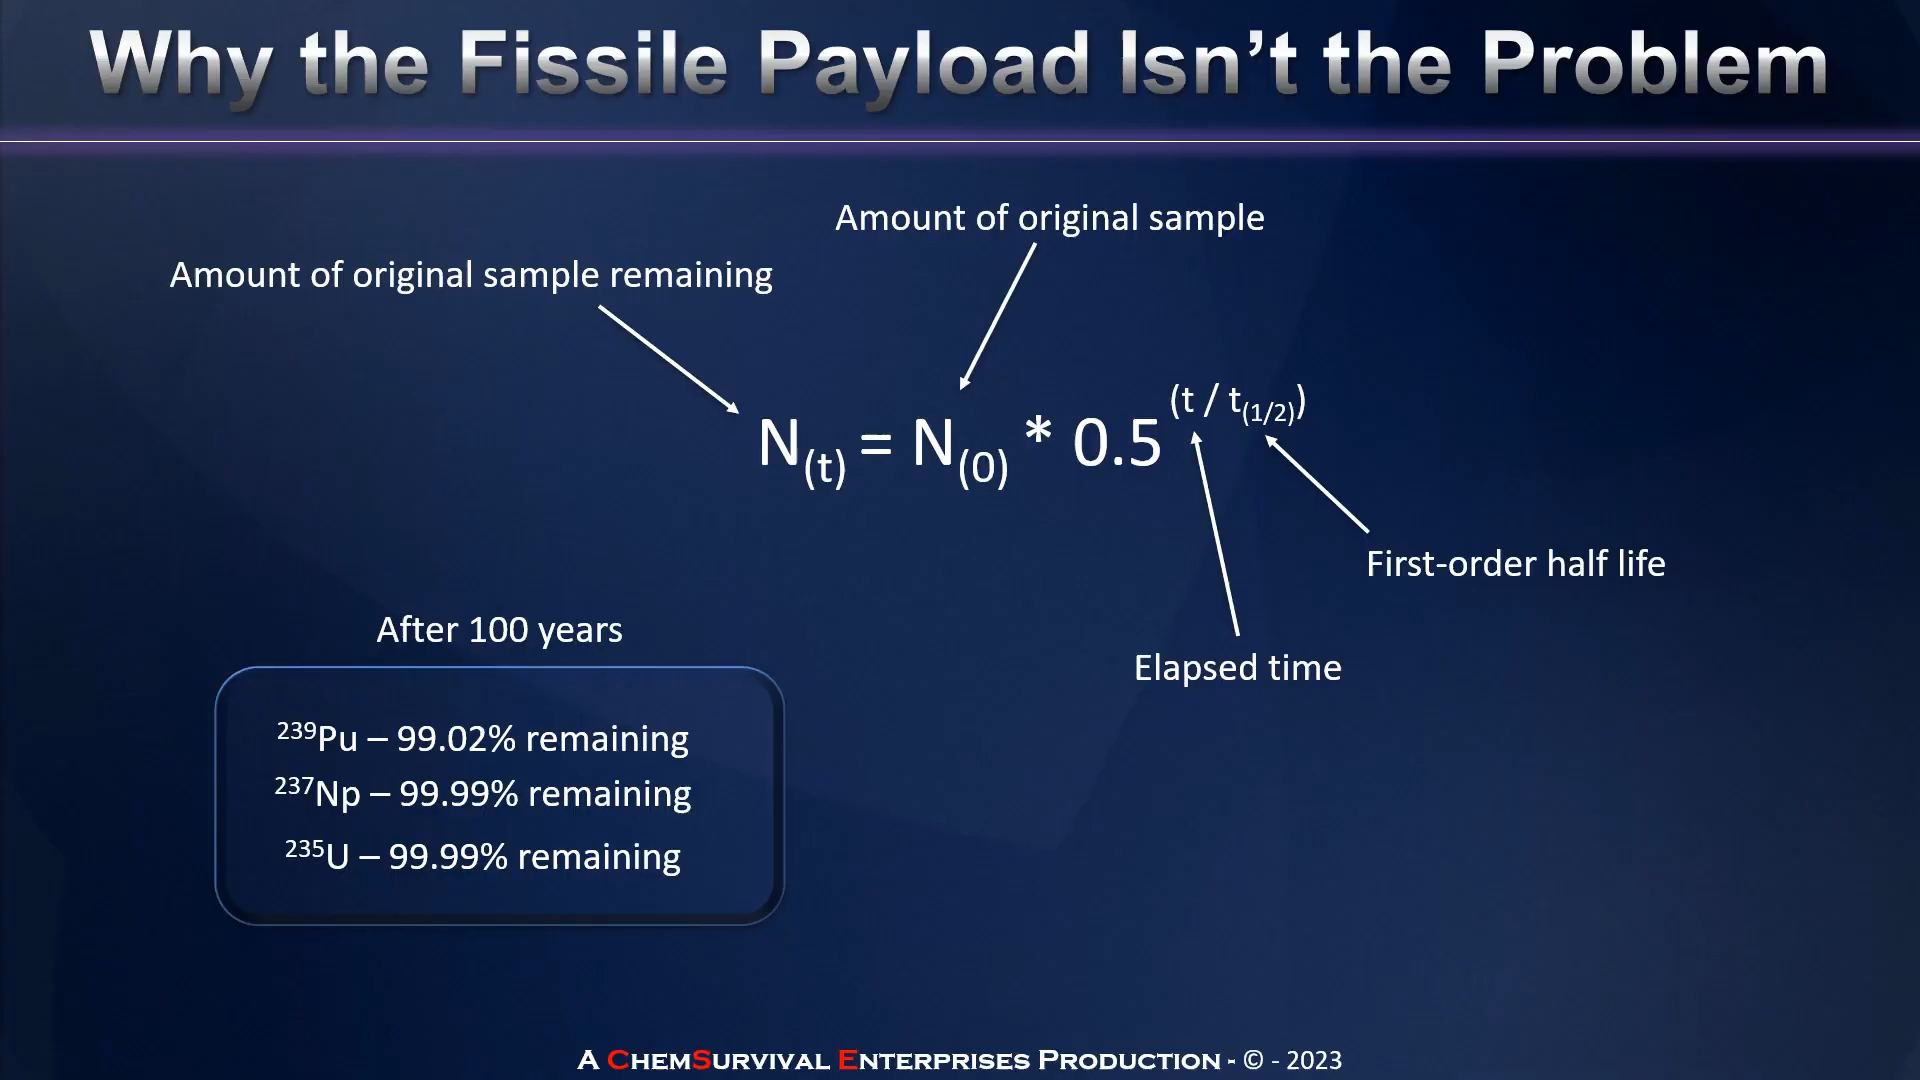 Why the Fissile Payload Isn’t the Problem
Amount of original sample
Amount of original sample remaining
N(t) = N(0) * 0.5(t / t(1/2))
First-order half life
After 100 years
Elapsed time
239Pu – 99.02% remaining
237Np – 99.99% remaining
235U – 99.99% remaining
A ChemSurvival Enterprises Production - © - 2023